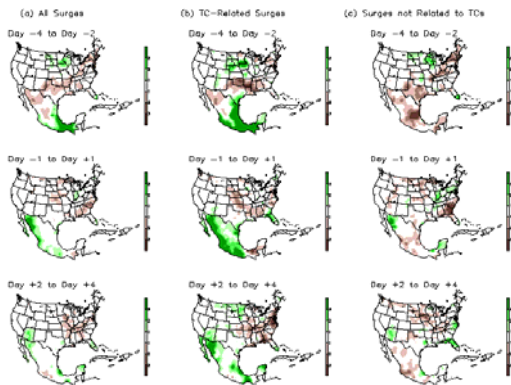 (a) All Surges
(b) TC-Related Surges
(c) Surges not Related to TCs
Day -4 to Day -2
Day -4 to Day -2
Day -4 to Day -2
Day -1 to Day +1
Day -1 to Day +1
Day -1 to Day +1
Day +2 to Day +4
Day +2 to Day +4
Day +2 to Day +4